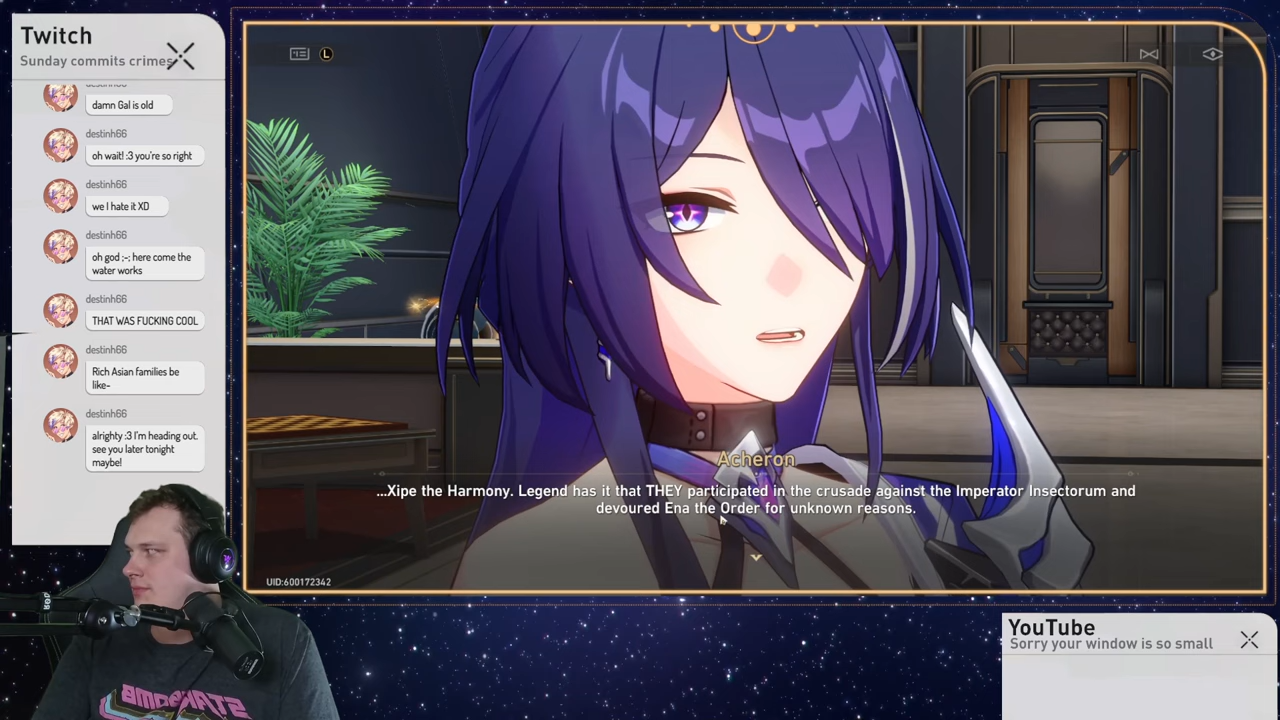 Twitch
Sunday commits crimes
damn Gal is old
destinh66
oh wait! :3 you're so right
destinh66
we I hate it XD
destinh66
oh god ;-; here come the
water works
destinh66
THAT WAS FUCKING COOL
destinh66
Rich Asian families be
like-
destinh66
alrighty :3 I'm heading out.
see you later tonight
maybe!
L
Acheron
...Xipe the Harmony. Legend has it that THEY participated in the crusade against the Imperator Insectorum and
devoured Ena the Order for unknown reasons.
UID:600172342
YouTube
Sorry your window is so small